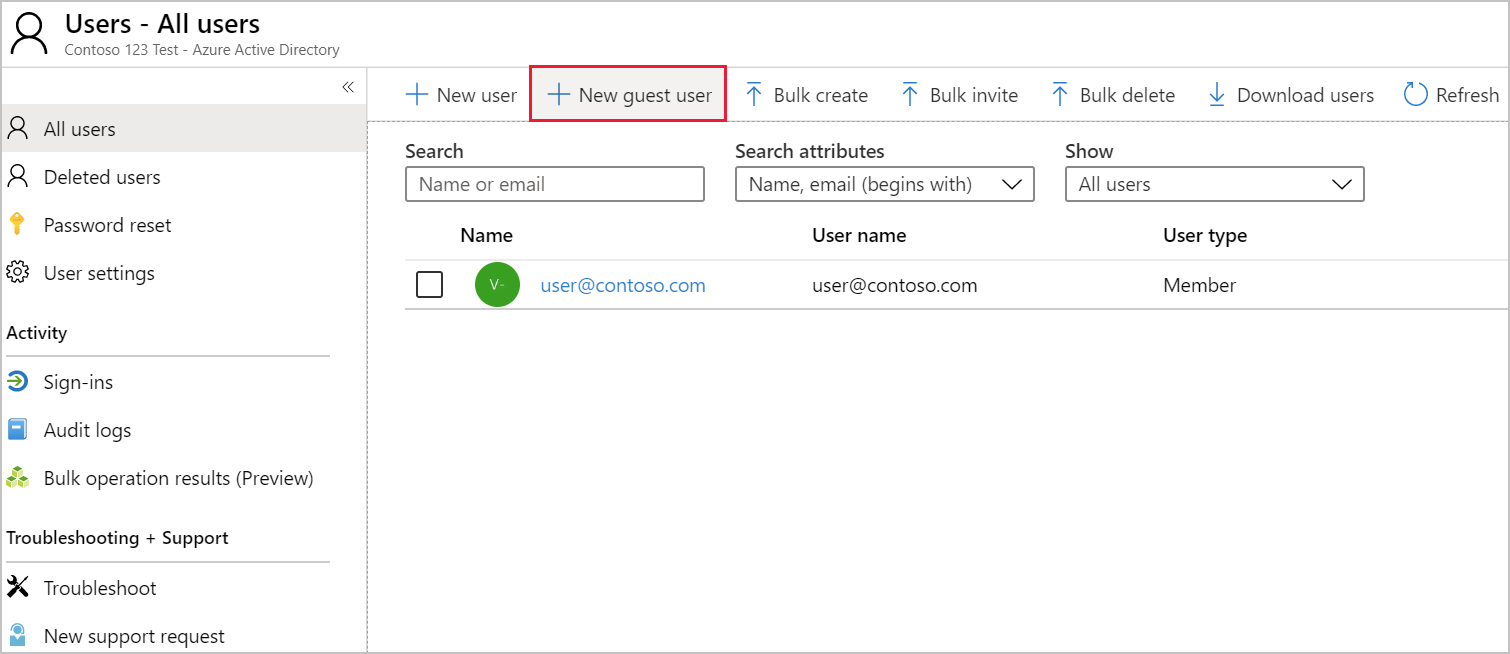 Users - All users
Contoso 123 Test - Azure Active Directory
«
All users
Deleted users
Password reset
User settings
Activity
Sign-ins
Audit logs
Bulk operation results (Preview)
Troubleshooting + Support
Troubleshoot
New support request
New user New guest user Bulk create Bulk invite Bulk delete Download users Refresh
Search Search attributes Show
Name or email Name, email (begins with) All users
Name User name User type
V- user@contoso.com user@contoso.com Member